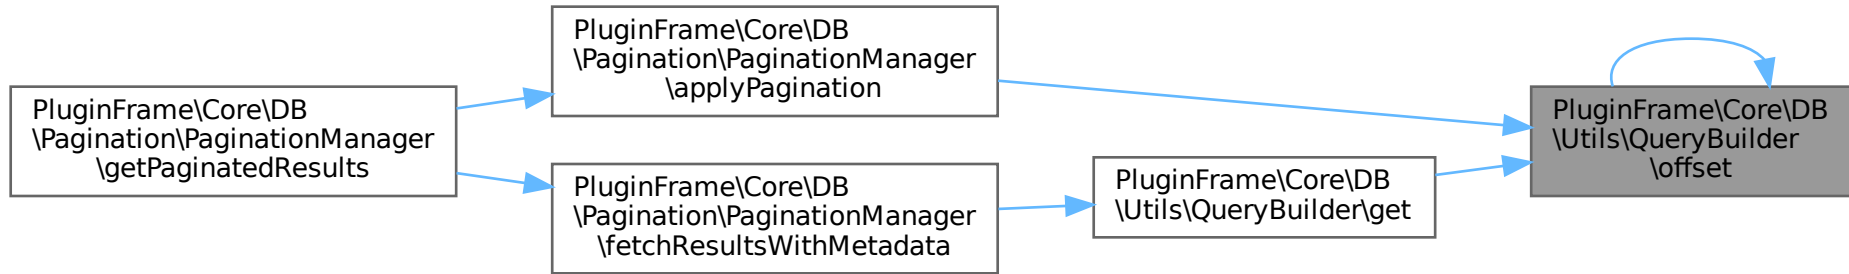 PluginFrame\Core\DB
\Pagination\PaginationManager
\getPaginatedResults
PluginFrame\Core\DB
\Pagination\PaginationManager
\applyPagination
PluginFrame\Core\DB
\Pagination\PaginationManager
\fetchResultsWithMetadata
PluginFrame\Core\DB
\Utils\QueryBuilder\get
PluginFrame\Core\DB
\Utils\QueryBuilder
\offset